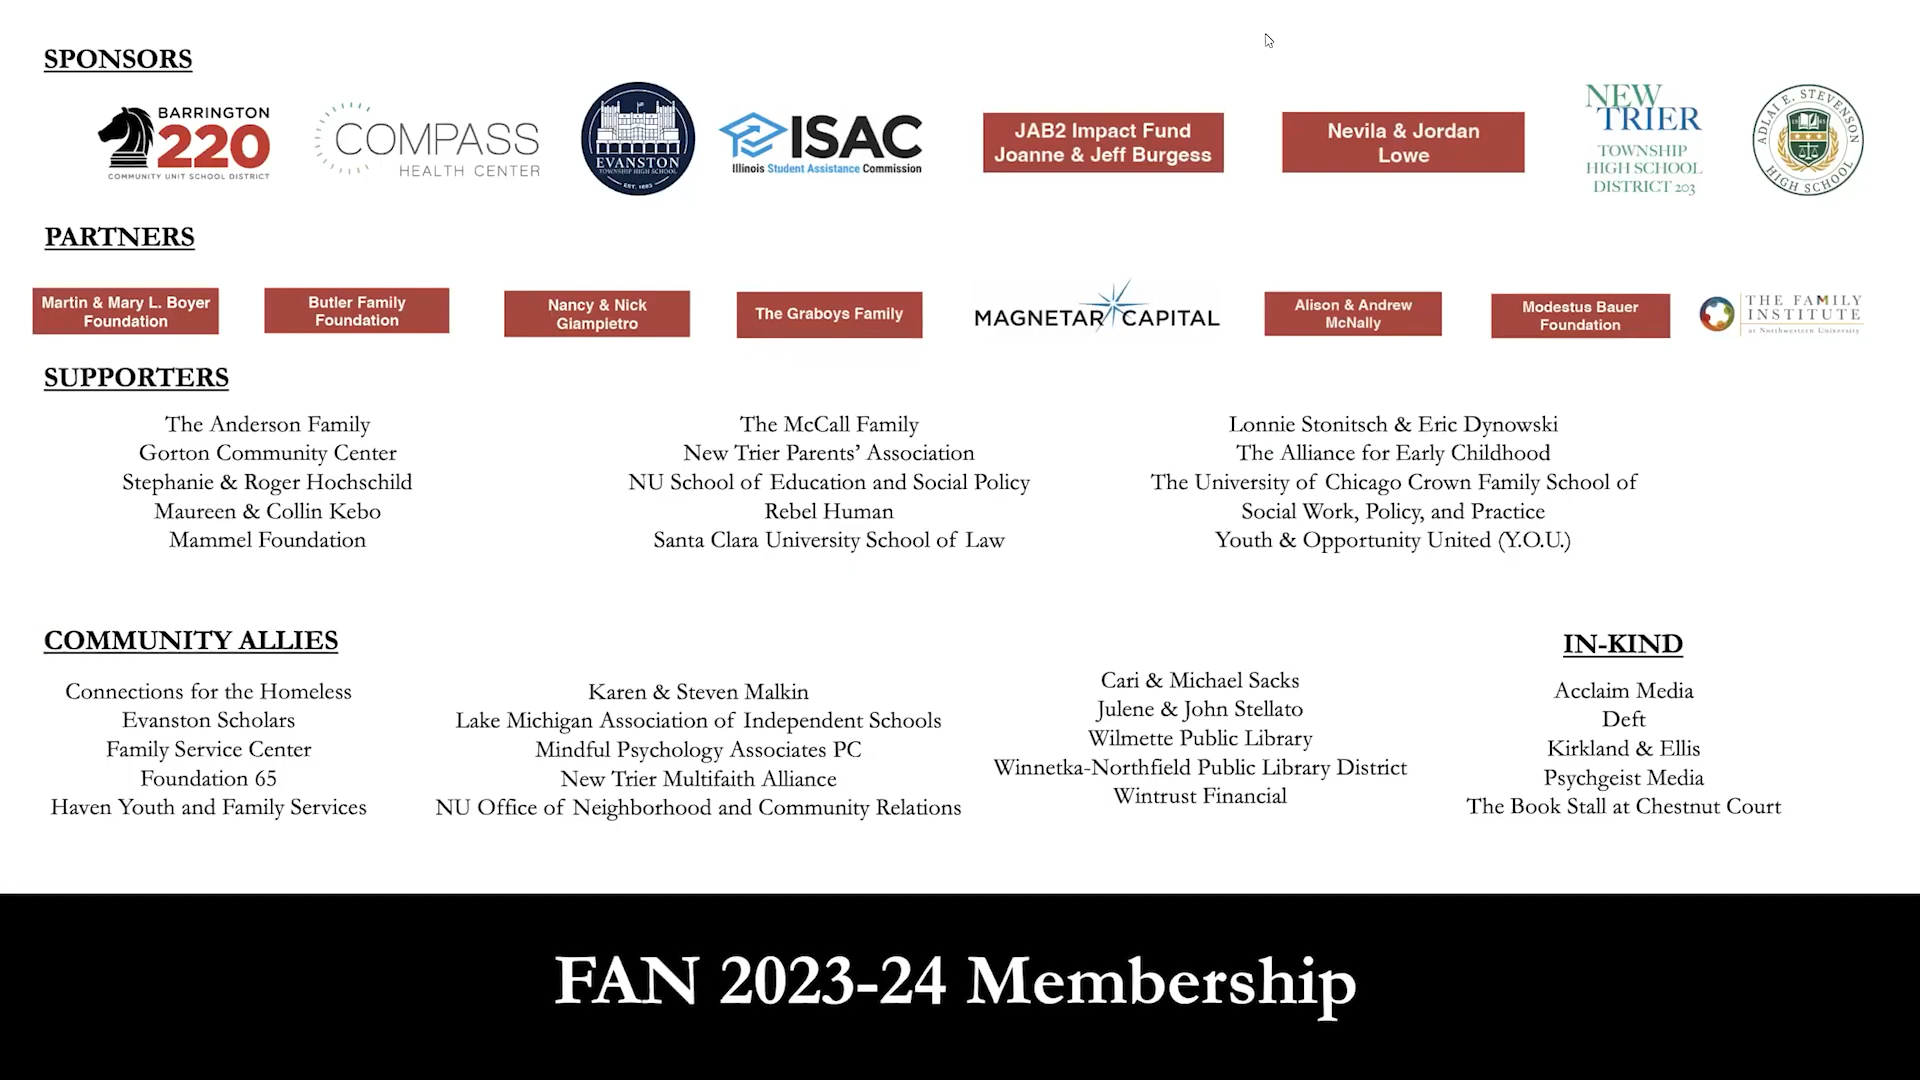 SPONSORS
BARRINGTON
220
COMMUNITY UNIT SCHOOL DISTRICT
COMPASS
HEALTH CENTER
EVANSTON
TOWNSHIP HIGH SCHOOL
EST. 1883
ISAC
Illinois Student Assistance Commission
JAB2 Impact Fund
Joanne & Jeff Burgess
Nevila & Jordan
Lowe
NEW
TRIER
TOWNSHIP
HIGH SCHOOL
DISTRICT 203
ADLAI E. STEVENSON
HIGH SCHOOL
PARTNERS
Martin & Mary L. Boyer
Foundation
Butler Family
Foundation
Nancy & Nick
Giampietro
The Graboys Family
MAGNETAR CAPITAL
Alison & Andrew
McNally
Modestus Bauer
Foundation
THE FAMILY
INSTITUTE
at Northwestern University
SUPPORTERS
The Anderson Family
Gorton Community Center
Stephanie & Roger Hochschild
Maureen & Collin Kebo
Mammel Foundation
The McCall Family
New Trier Parents’ Association
NU School of Education and Social Policy
Rebel Human
Santa Clara University School of Law
Lonnie Stonitsch & Eric Dynowski
The Alliance for Early Childhood
The University of Chicago Crown Family School of
Social Work, Policy, and Practice
Youth & Opportunity United (Y.O.U.)
COMMUNITY ALLIES
Connections for the Homeless
Evanston Scholars
Family Service Center
Foundation 65
Haven Youth and Family Services
Karen & Steven Malkin
Lake Michigan Association of Independent Schools
Mindful Psychology Associates PC
New Trier Multifaith Alliance
NU Office of Neighborhood and Community Relations
Cari & Michael Sacks
Julene & John Stellato
Wilmette Public Library
Winnetka-Northfield Public Library District
Wintrust Financial
IN-KIND
Acclaim Media
Deft
Kirkland & Ellis
Psychgeist Media
The Book Stall at Chestnut Court
FAN 2023-24 Membership